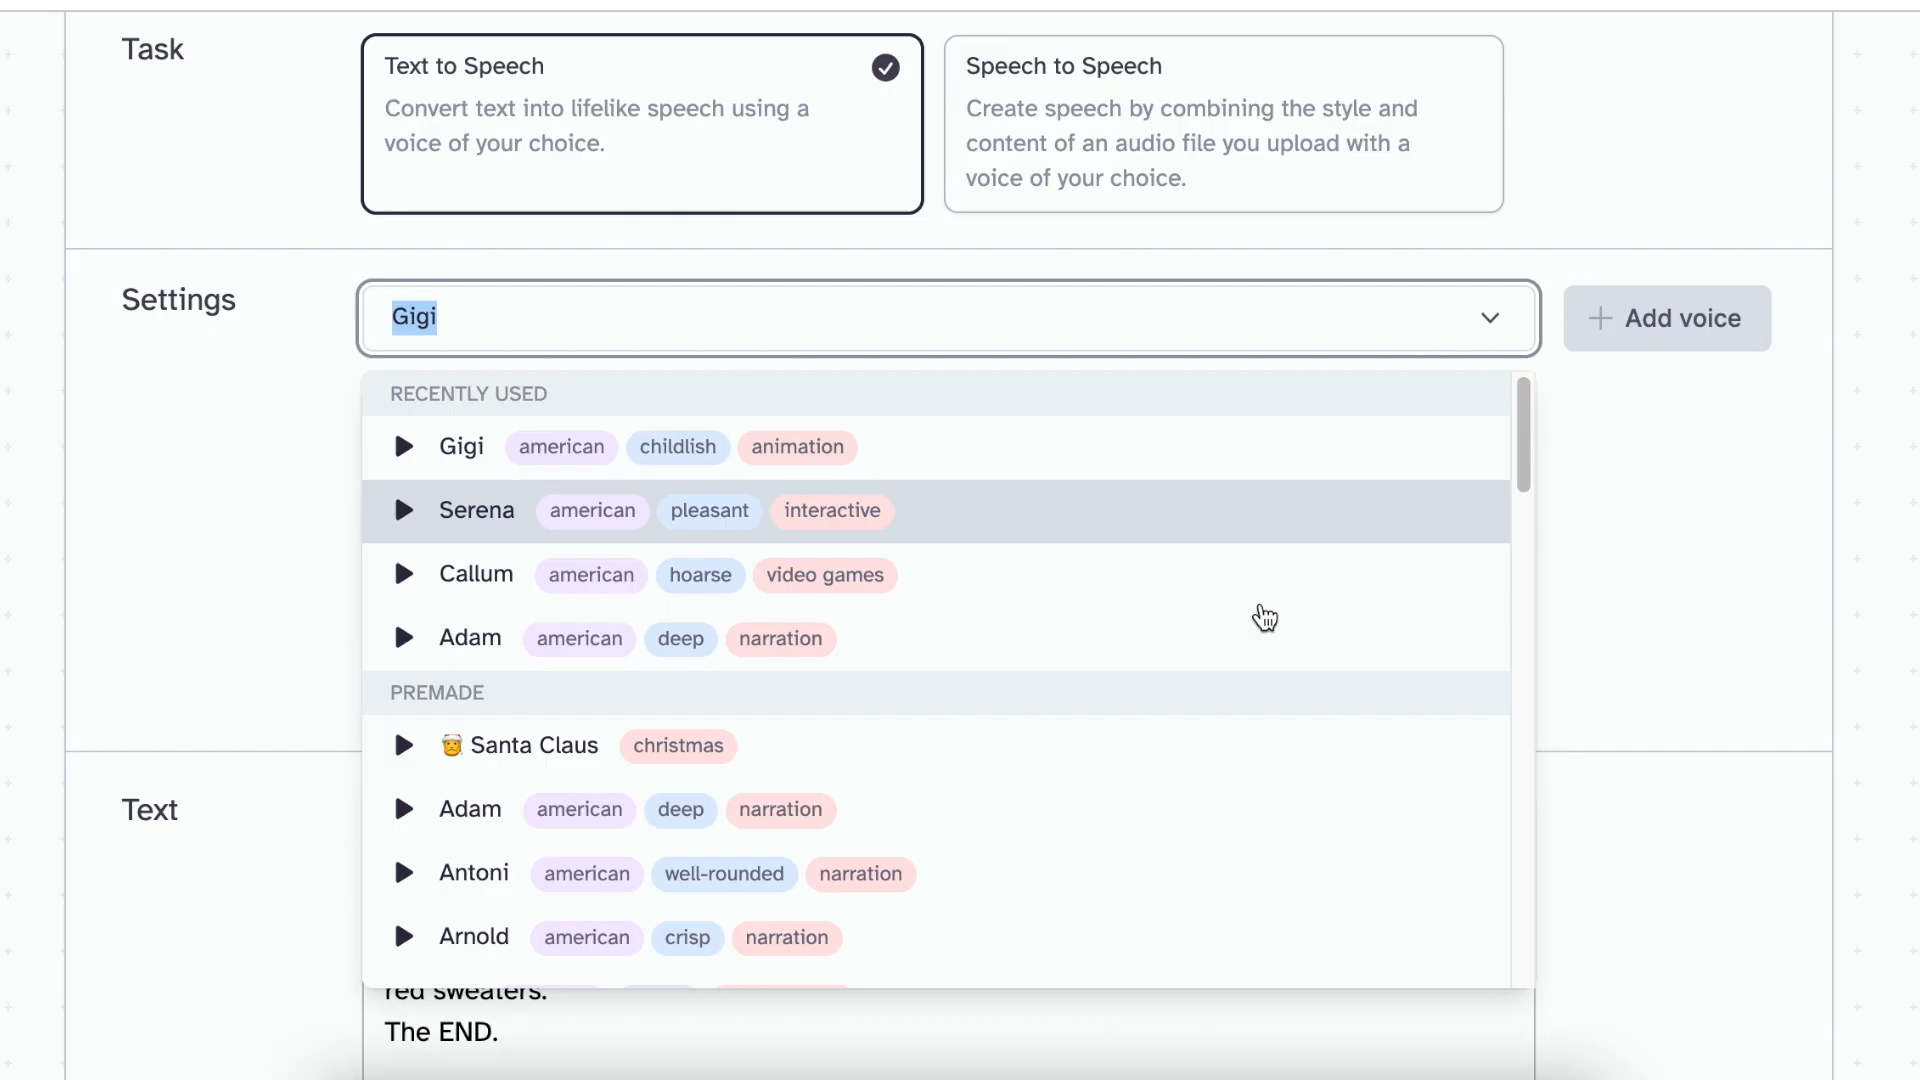 Task
Text to Speech
Convert text into lifelike speech using a
voice of your choice.
Speech to Speech
Create speech by combining the style and
content of an audio file you upload with a
voice of your choice.
Settings
Gigi
Add voice
RECENTLY USED
Gigi american childlish animation
Serena american pleasant interactive
Callum american hoarse video games
Adam american deep narration
PREMADE
Santa Claus christmas
Adam american deep narration
Antoni american well-rounded narration
Arnold american crisp narration
Text
red sweaters.
The END.